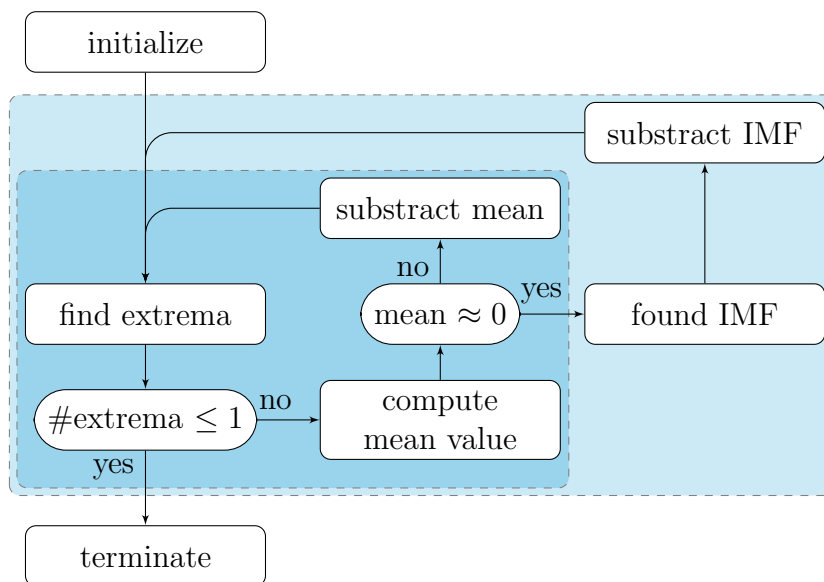 initialize
substract IMF
substract mean
no
yes
find extrema
mean ≈ 0
found IMF
#extrema ≤ 1
no
compute
mean value
yes
terminate